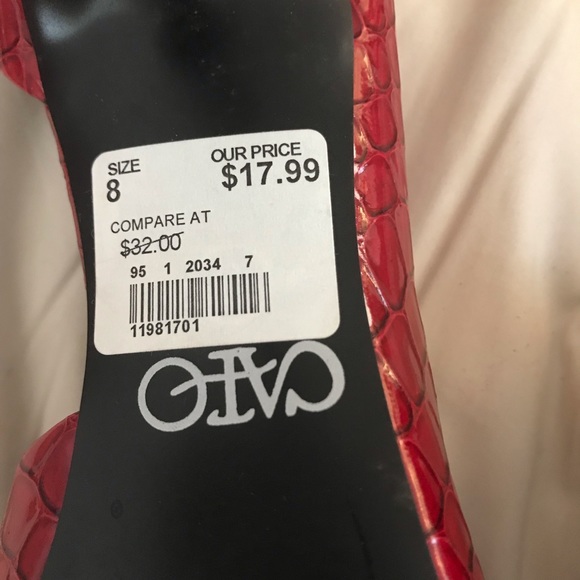 SIZE OUR PRICE
8 $17.99
COMPARE AT
$32.00
95 1 2034 7
11981701
CATO